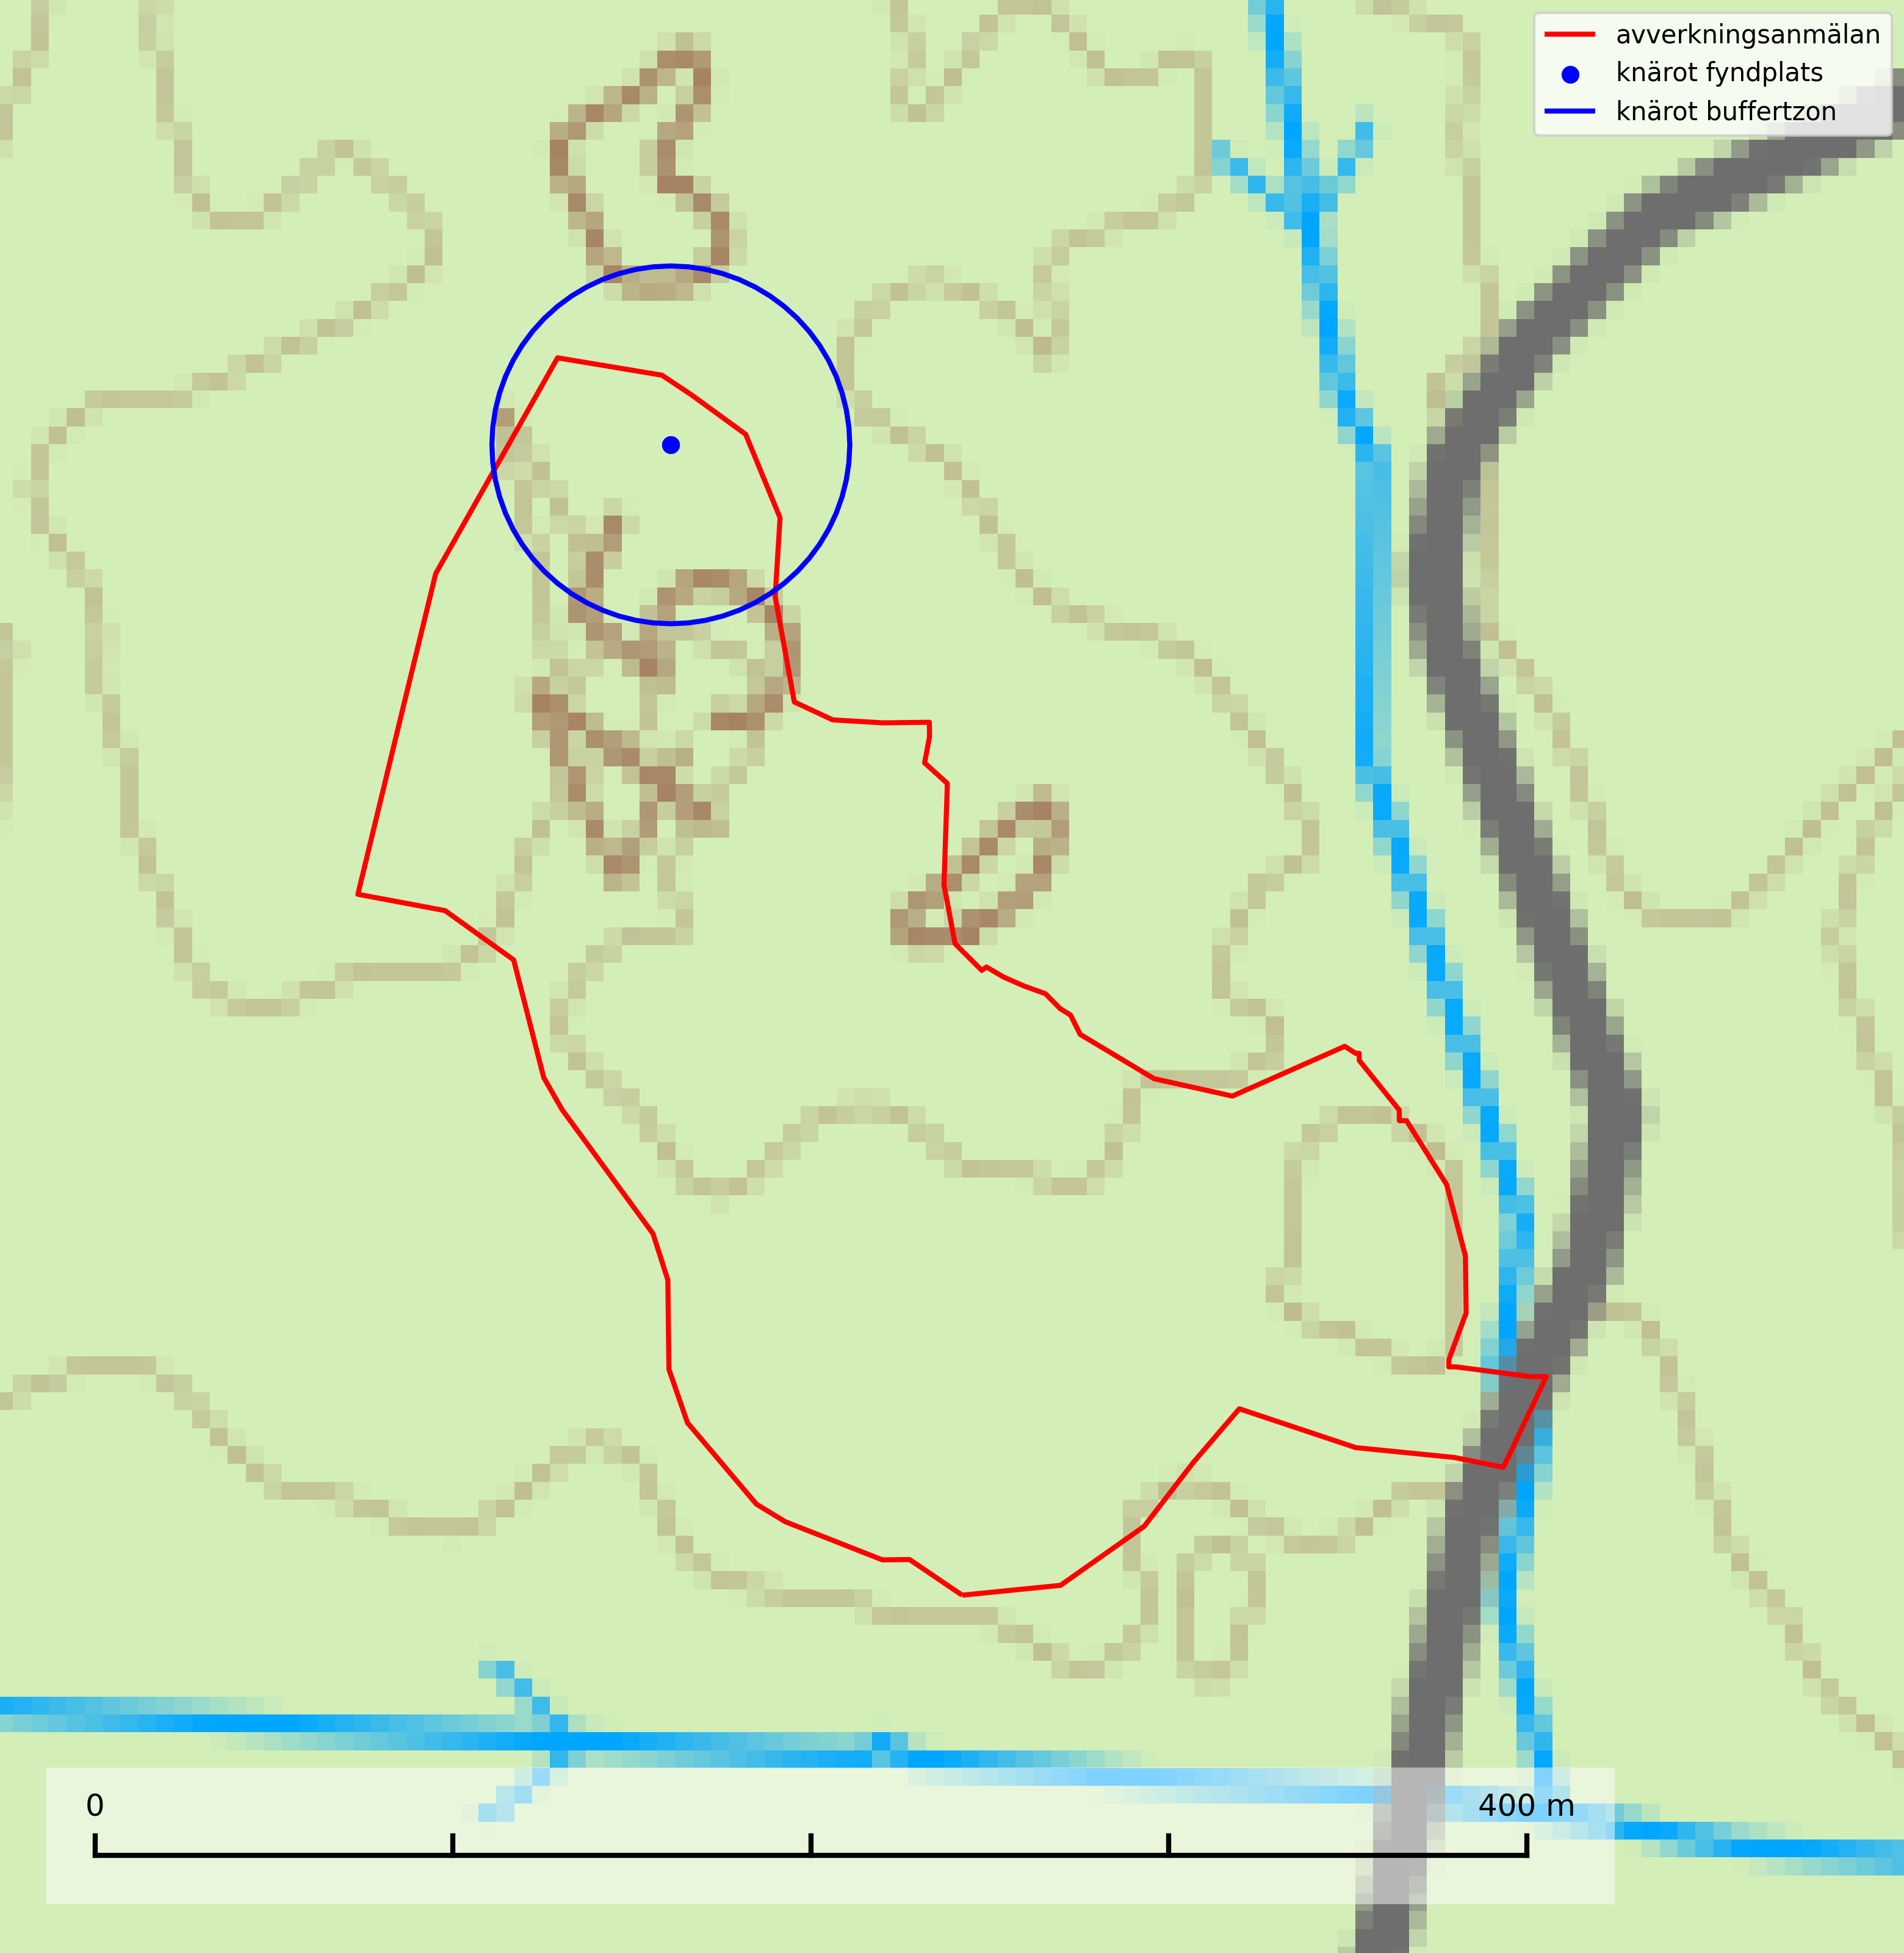 avverkningsanmälan
knärot fyndplats
knärot buffertzon
0
400 m